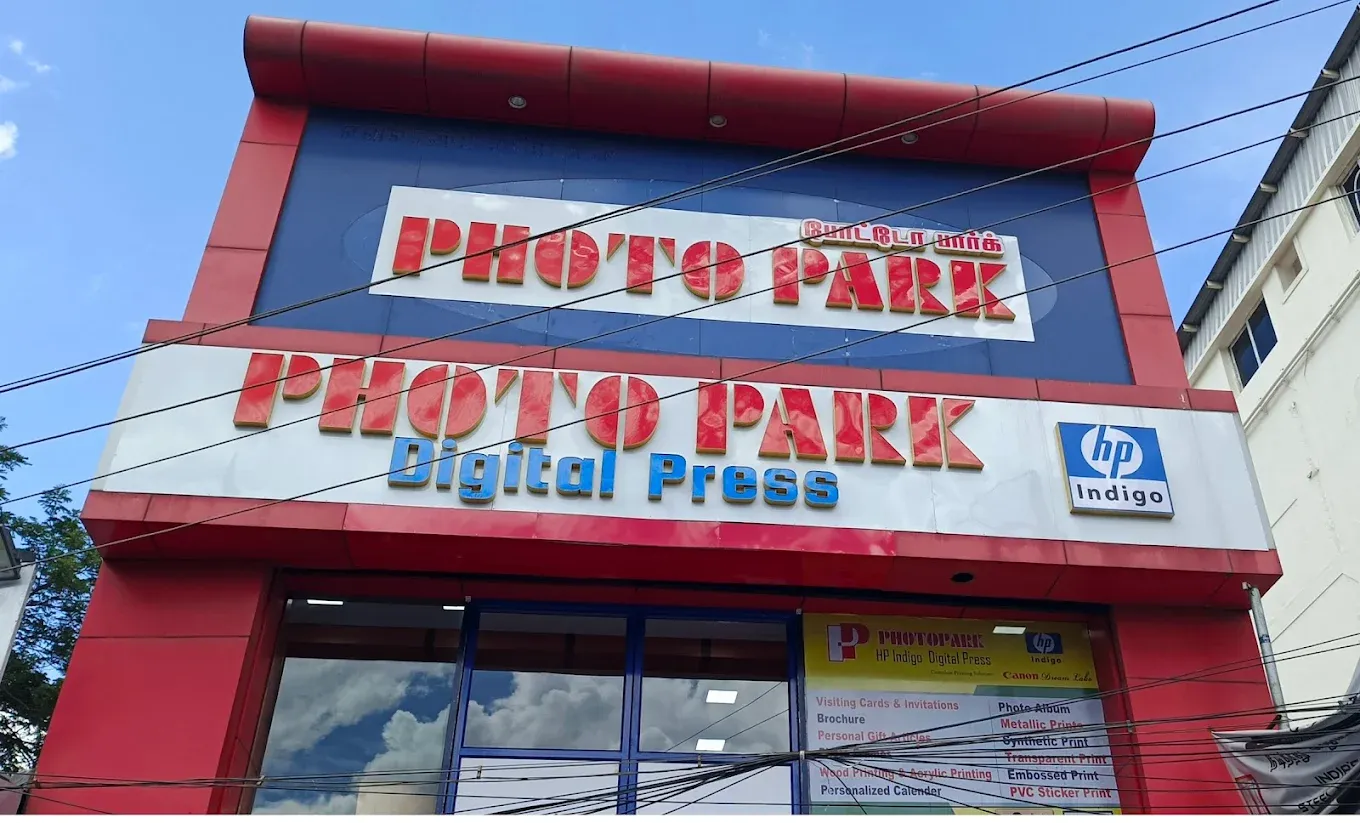 போட்டோ பார்க்
PHOTO PARK
PHOTO PARK
Digital Press
hp
Indigo
P
PHOTOPARK
HP Indigo Digital Press
hp
Indigo
Canon Dream Labo
Visiting Cards & Invitations
Brochure
Personal Gift Articles
Wood Printing & Acrylic Printing
Personalized Calender
Photo Album
Metallic Prints
Synthetic Print
Transparent Print
Embossed Print
PVC Sticker Print